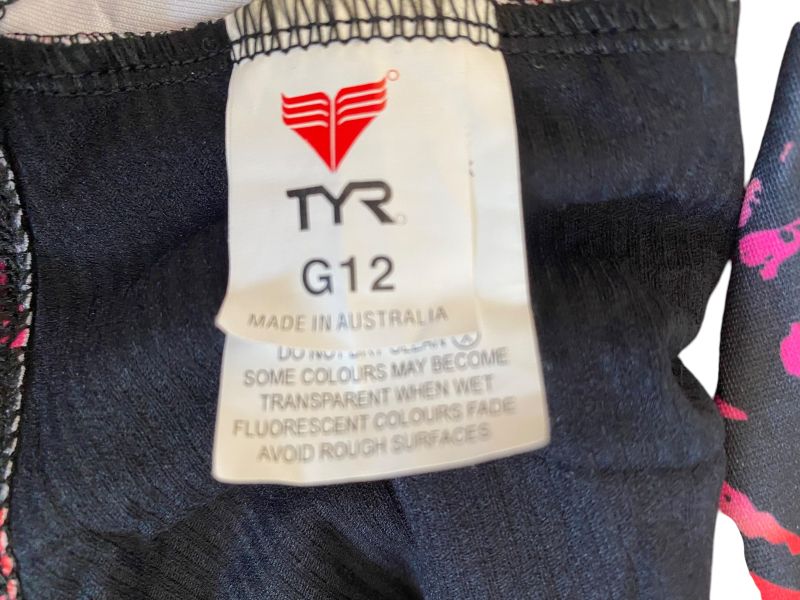 TYR
G12
MADE IN AUSTRALIA
DO NOT DRY CLEAN
SOME COLOURS MAY BECOME
TRANSPARENT WHEN WET
FLUORESCENT COLOURS FADE
AVOID ROUGH SURFACES